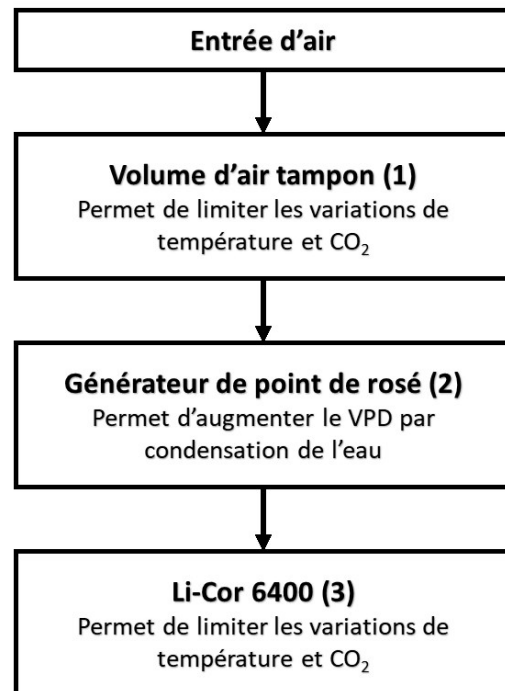 Entrée d’air
Volume d’air tampon (1)
Permet de limiter les variations de
température et CO₂
Générateur de point de rosé (2)
Permet d’augmenter le VPD par
condensation de l’eau
Li-Cor 6400 (3)
Permet de limiter les variations de
température et CO₂